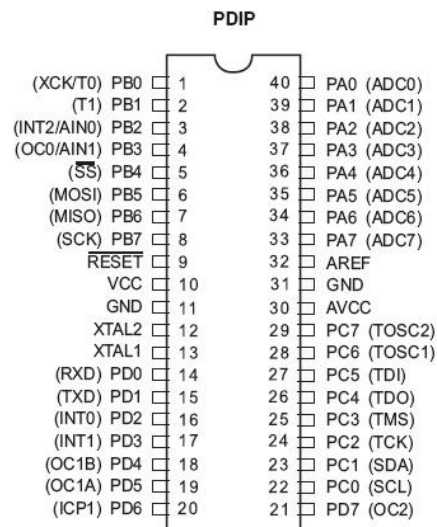 PDIP
(XCK/T0) PB0 1 40 PA0 (ADC0)
(T1) PB1 2 39 PA1 (ADC1)
(INT2/AIN0) PB2 3 38 PA2 (ADC2)
(OC0/AIN1) PB3 4 37 PA3 (ADC3)
(SS) PB4 5 36 PA4 (ADC4)
(MOSI) PB5 6 35 PA5 (ADC5)
(MISO) PB6 7 34 PA6 (ADC6)
(SCK) PB7 8 33 PA7 (ADC7)
RESET 9 32 AREF
VCC 10 31 GND
GND 11 30 AVCC
XTAL2 12 29 PC7 (TOSC2)
XTAL1 13 28 PC6 (TOSC1)
(RXD) PD0 14 27 PC5 (TDI)
(TXD) PD1 15 26 PC4 (TDO)
(INT0) PD2 16 25 PC3 (TMS)
(INT1) PD3 17 24 PC2 (TCK)
(OC1B) PD4 18 23 PC1 (SDA)
(OC1A) PD5 19 22 PC0 (SCL)
(ICP1) PD6 20 21 PD7 (OC2)